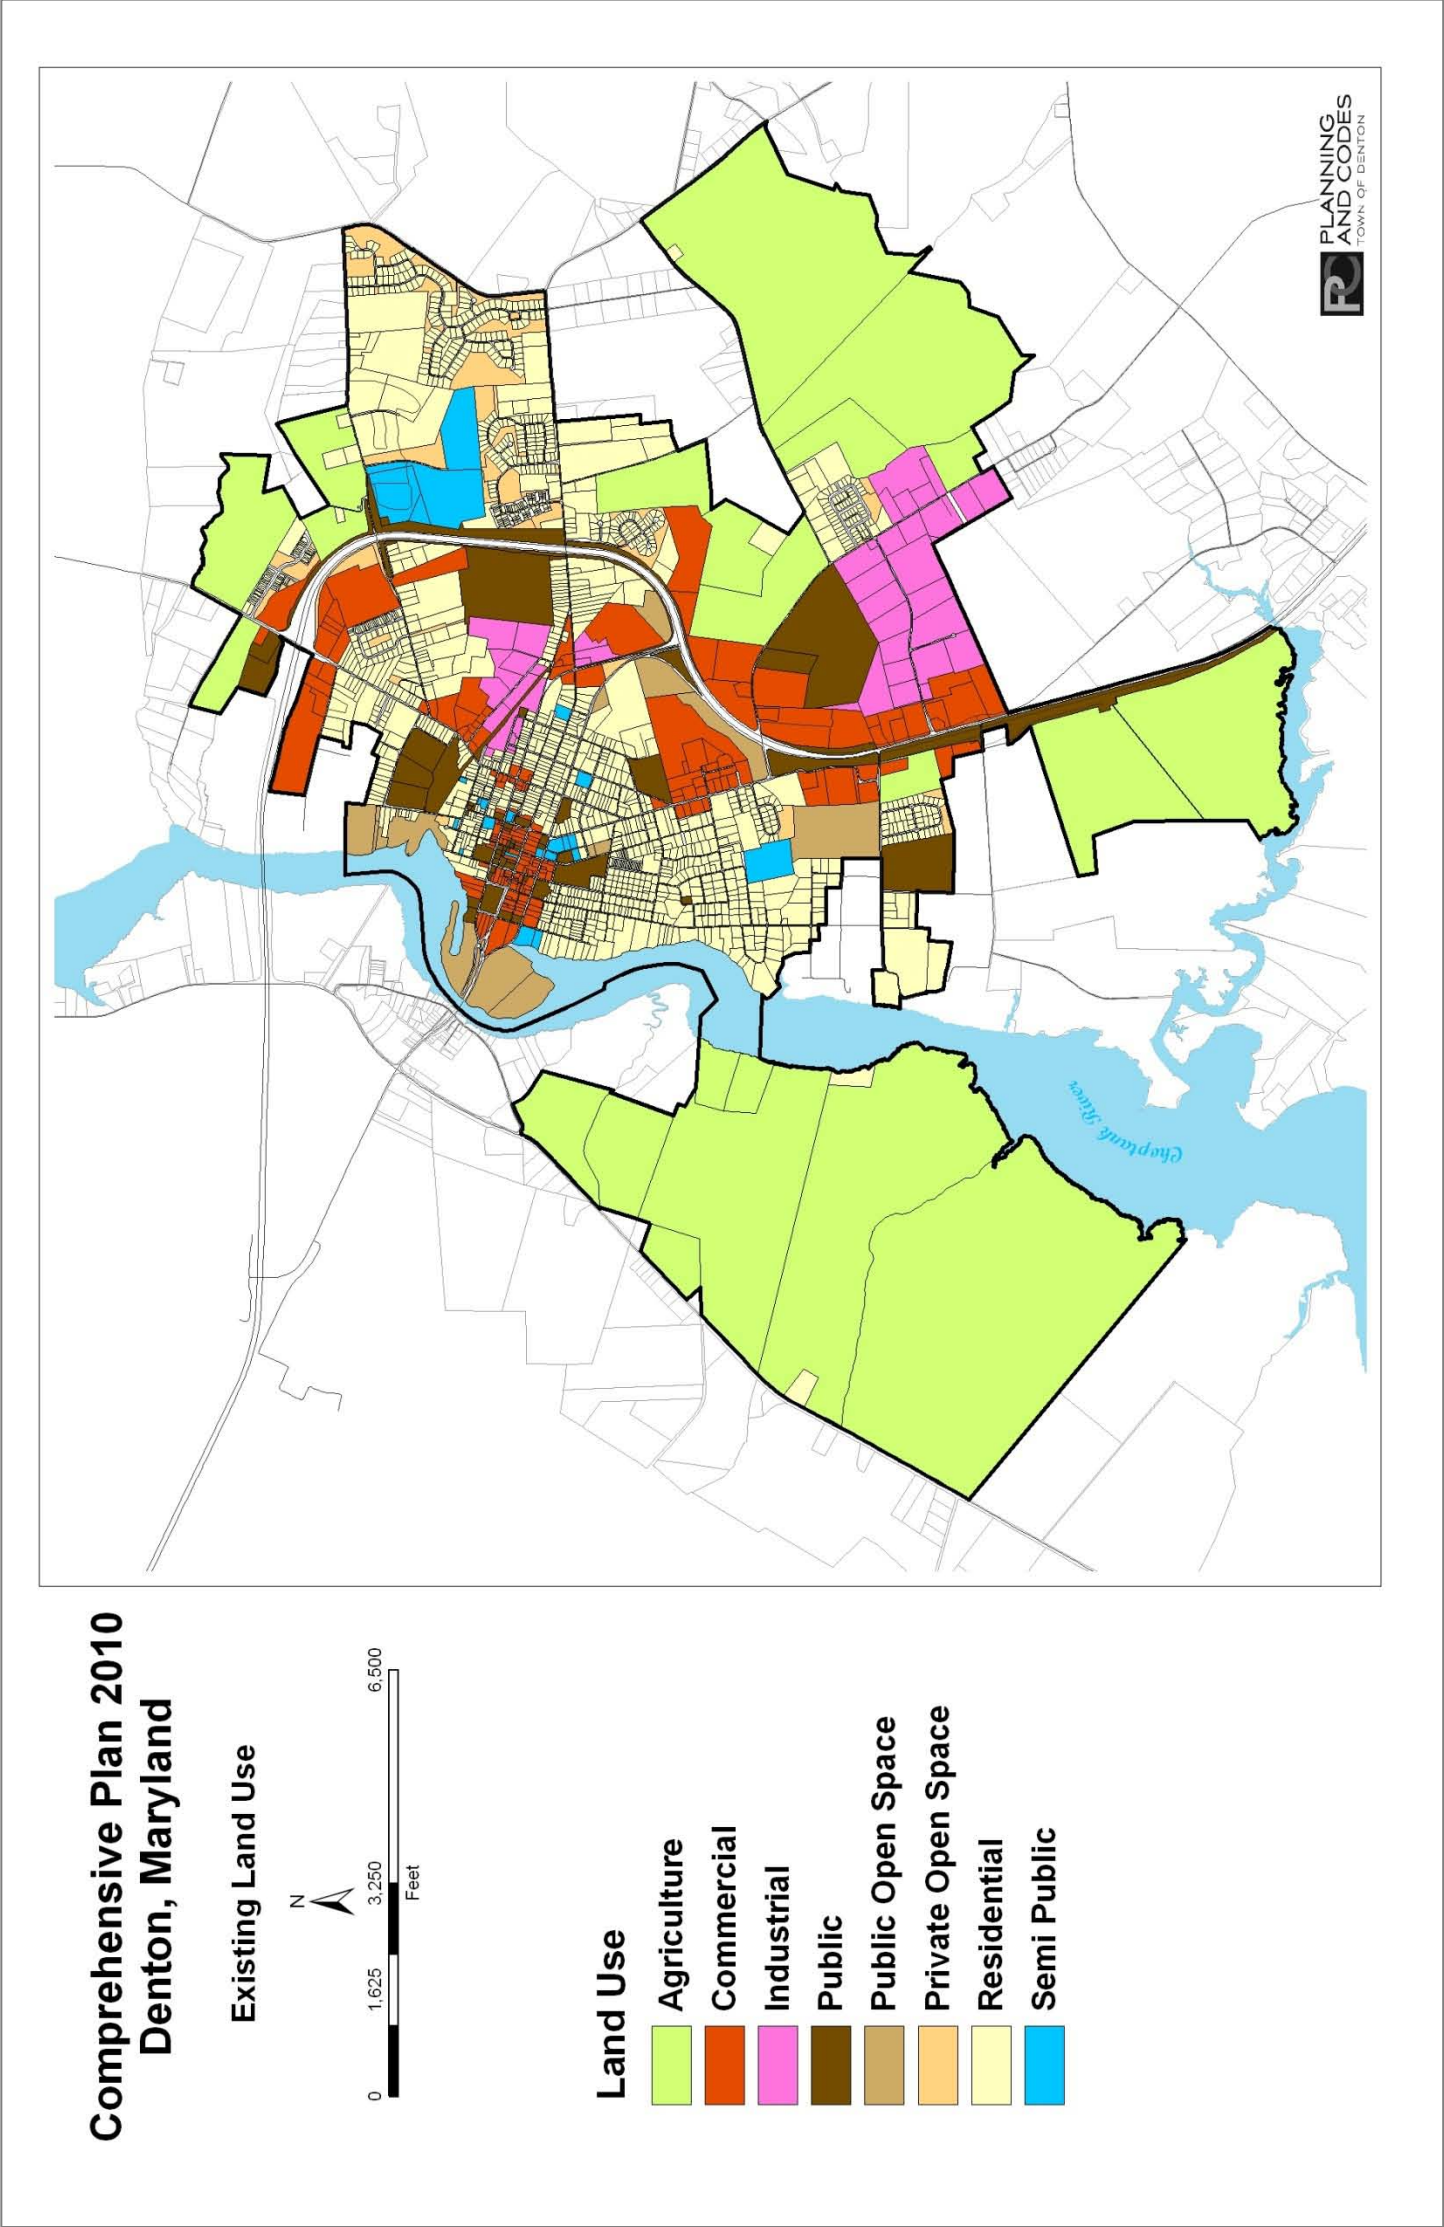 Comprehensive Plan 2010
Denton, Maryland
Existing Land Use
N
0 1,625 3,250 6,500
Feet
Land Use
Agriculture
Commercial
Industrial
Public
Public Open Space
Private Open Space
Residential
Semi Public
Choptank River
PC
PLANNING
AND CODES
TOWN OF DENTON